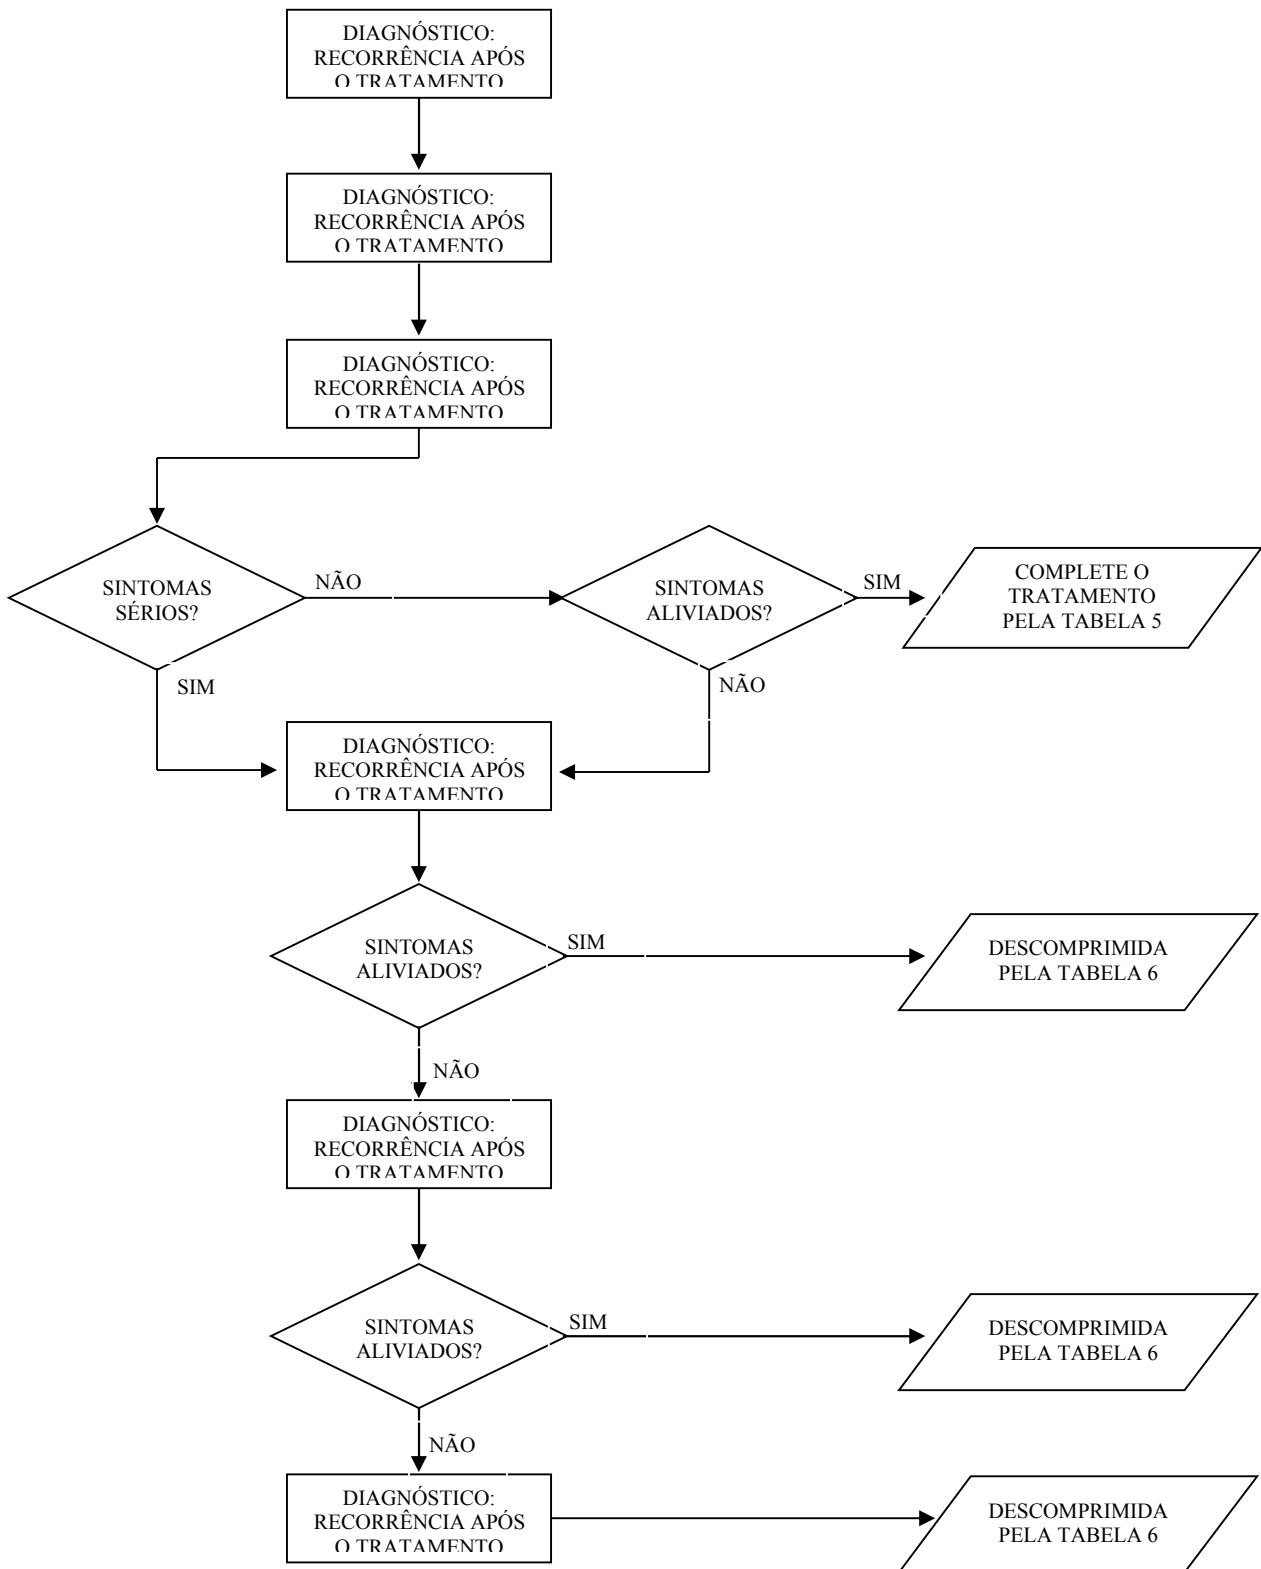 DIAGNÓSTICO:
RECORRÊNCIA APÓS
O TRATAMENTO
DIAGNÓSTICO:
RECORRÊNCIA APÓS
O TRATAMENTO
DIAGNÓSTICO:
RECORRÊNCIA APÓS
O TRATAMENTO
SINTOMAS
SÉRIOS?
NÃO
SINTOMAS
ALIVIADOS?
SIM
COMPLETE O
TRATAMENTO
PELA TABELA 5
SIM
NÃO
DIAGNÓSTICO:
RECORRÊNCIA APÓS
O TRATAMENTO
SINTOMAS
ALIVIADOS?
SIM
DESCOMPRIMIDA
PELA TABELA 6
NÃO
DIAGNÓSTICO:
RECORRÊNCIA APÓS
O TRATAMENTO
SINTOMAS
ALIVIADOS?
SIM
DESCOMPRIMIDA
PELA TABELA 6
NÃO
DIAGNÓSTICO:
RECORRÊNCIA APÓS
O TRATAMENTO
DESCOMPRIMIDA
PELA TABELA 6